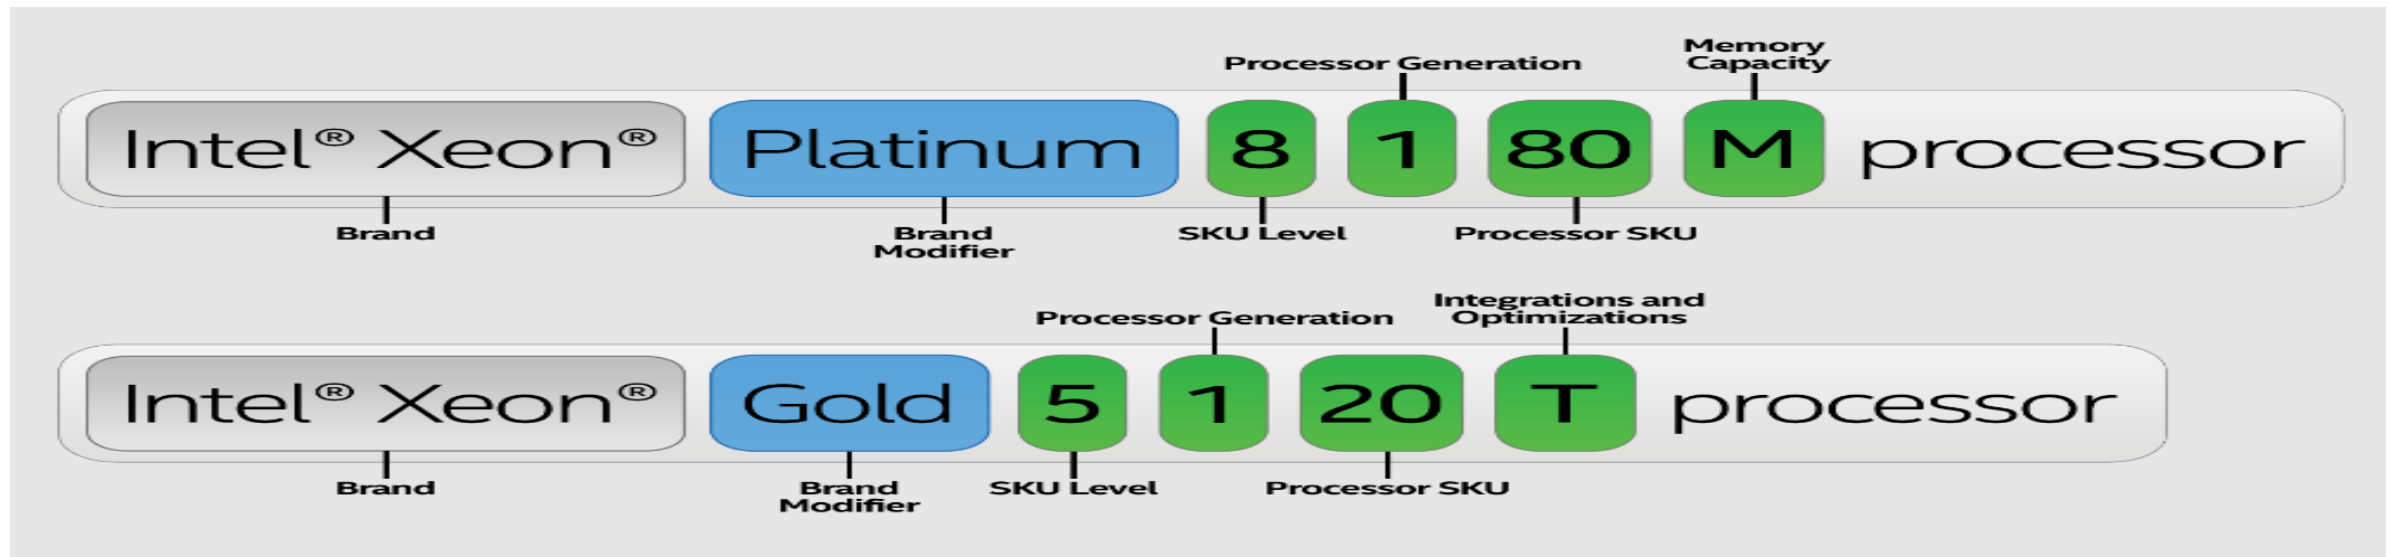 Memory
Processor Generation Capacity
Intel® Xeon® Platinum 8 1 80 M processor
Brand Brand SKU Level Processor SKU
Modifier
Integrations and
Processor Generation Optimizations
Intel® Xeon® Gold 5 1 20 T processor
Brand Brand SKU Level Processor SKU
Modifier